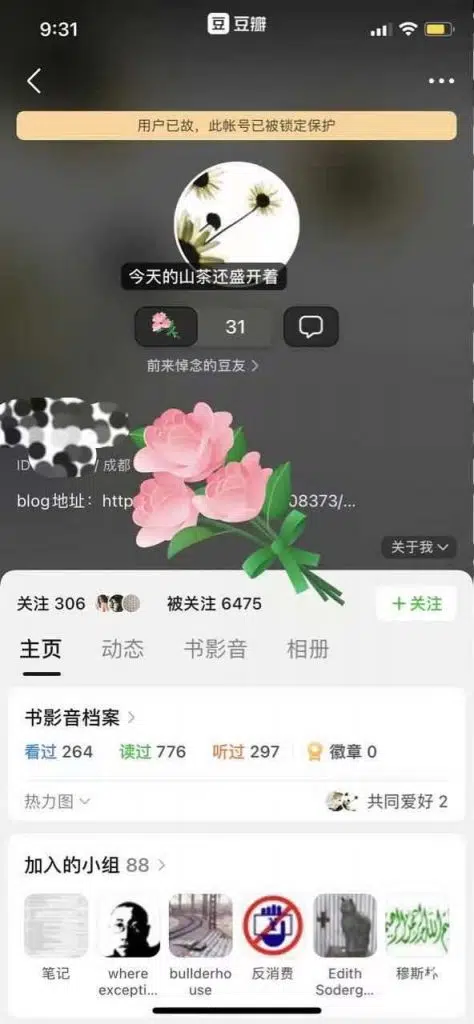 9:31
豆 豆瓣
用户已故，此帐号已被锁定保护
今天的山茶还盛开着
31
前来悼念的豆友
ID
/ 成都
blog地址：http
08373/...
关于我
关注 306
被关注 6475
+关注
主页 动态 书影音 相册
书影音档案
看过 264 读过 776 听过 297 徽章 0
热力图
共同爱好 2
加入的小组 88
笔记
where excepti...
bullderho use
反消费
Edith Soderg...
穆斯